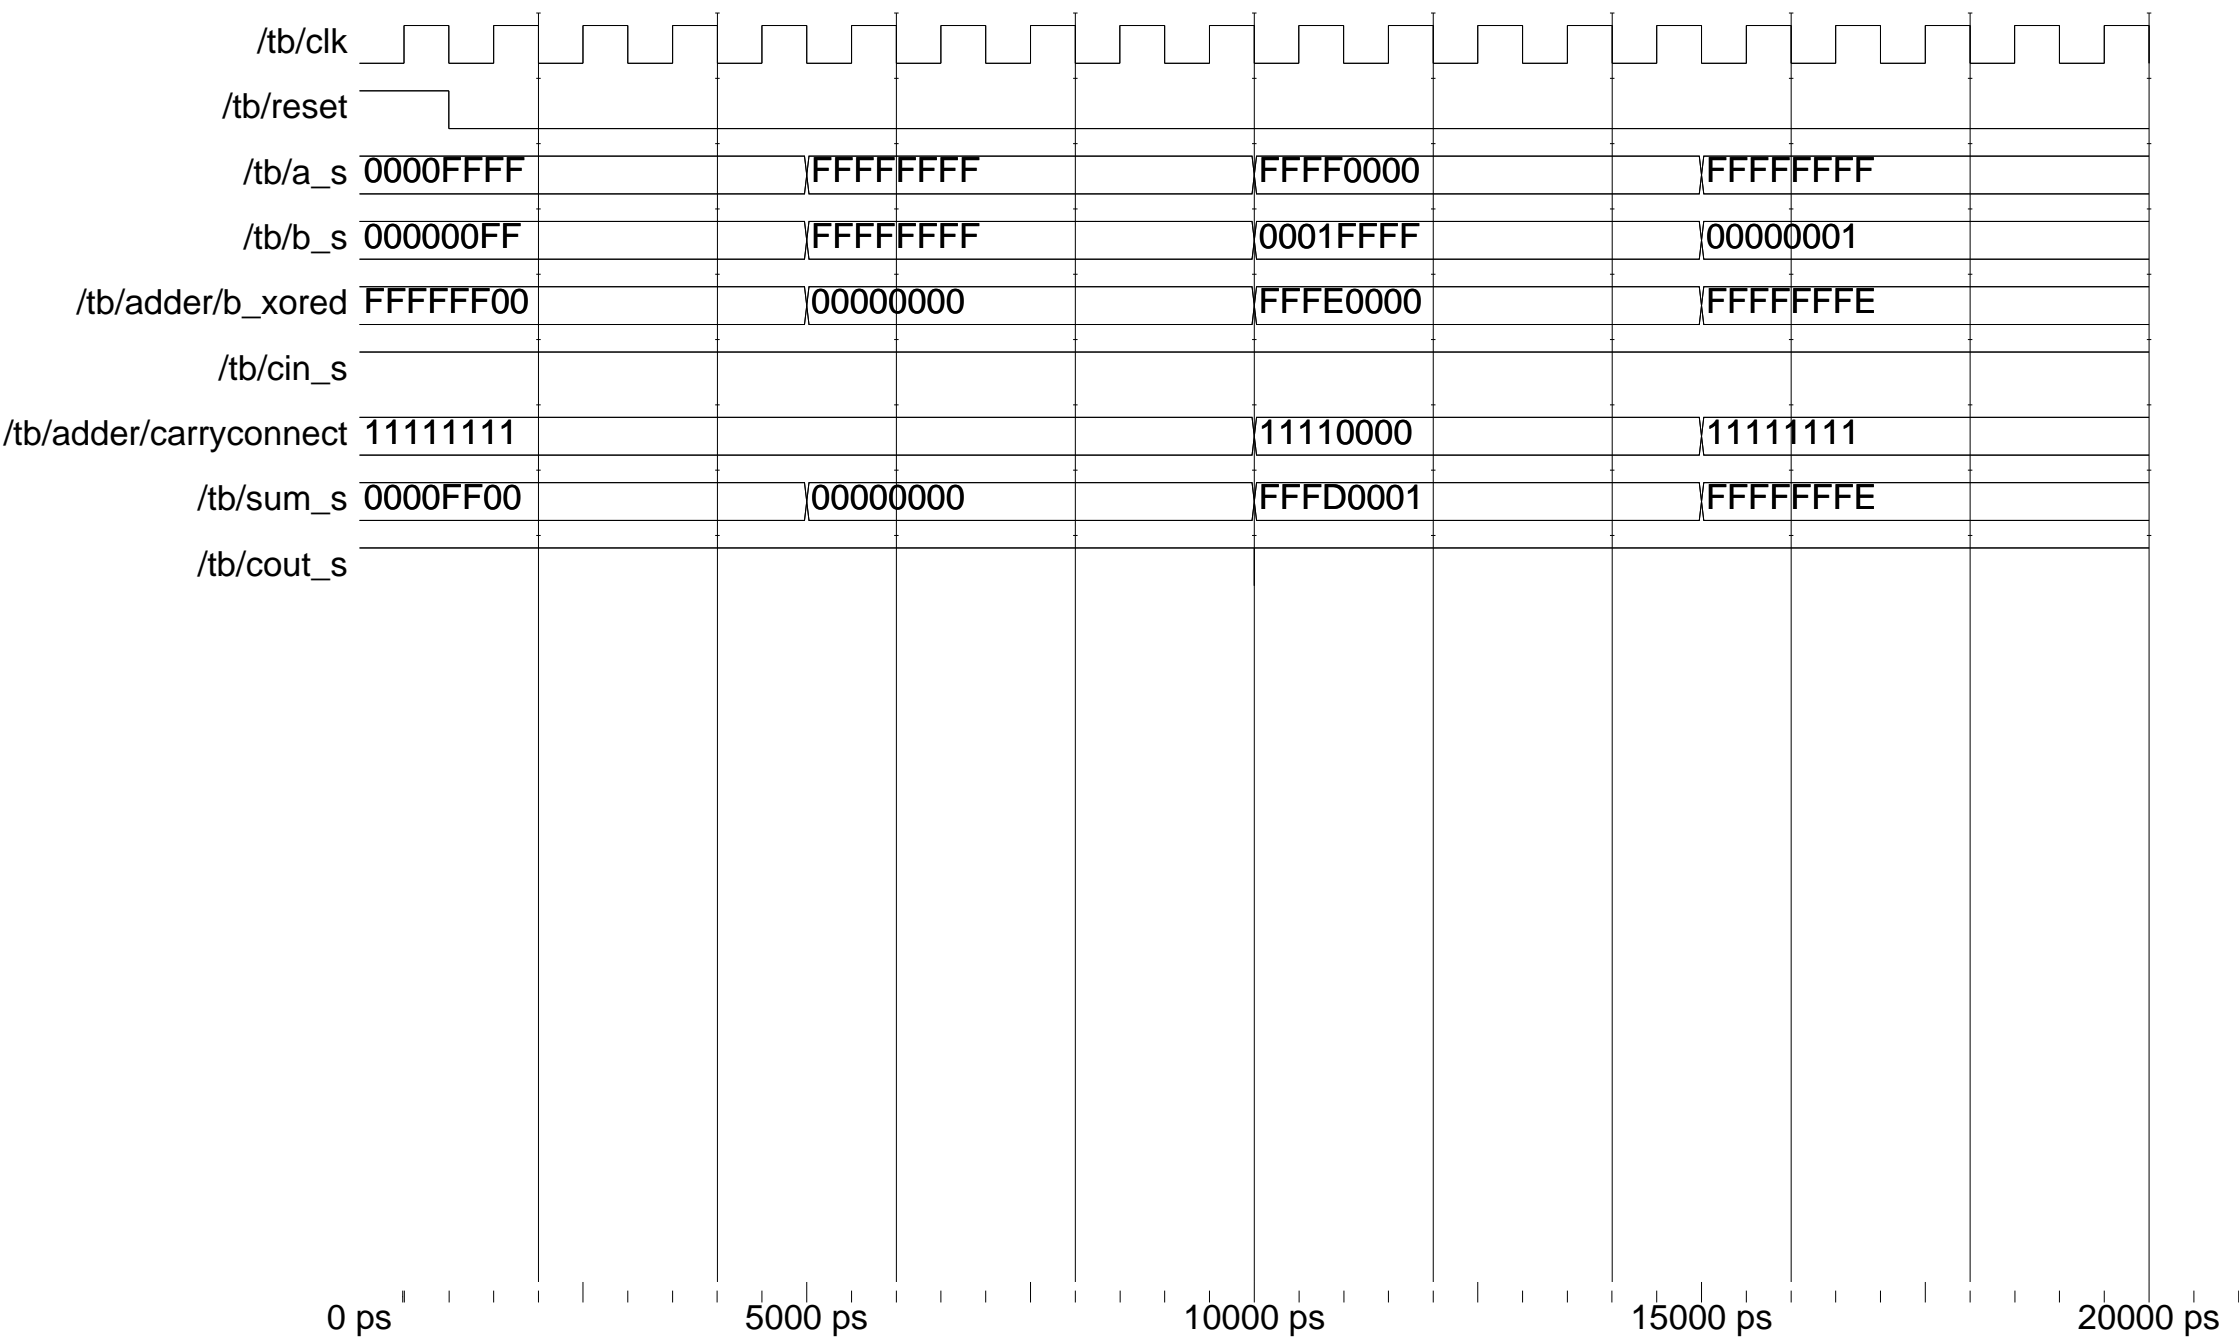 /tb/clk
/tb/reset
/tb/a_s 0000FFFF FFFFFFFF FFFF0000 FFFFFFFF
/tb/b_s 000000FF FFFFFFFF 0001FFFF 00000001
/tb/adder/b_xored FFFFFF00 00000000 FFFE0000 FFFFFFFE
/tb/cin_s
/tb/adder/carryconnect 11111111 11110000 11111111
/tb/sum_s 0000FF00 00000000 FFFD0001 FFFFFFFE
/tb/cout_s
0 ps 5000 ps 10000 ps 15000 ps 20000 ps